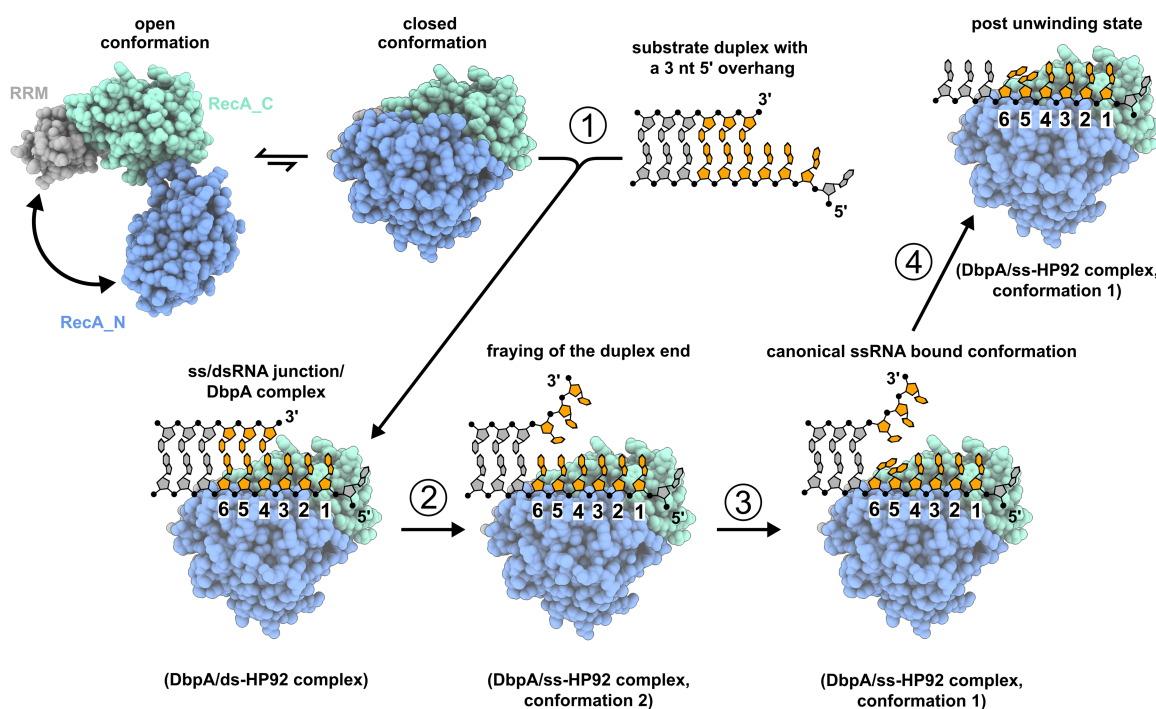 open
conformation
closed
conformation
substrate duplex with
a 3 nt 5' overhang
post unwinding state
RRM
RecA_C
RecA_N
1
3'
5'
6 5 4 3 2 1
4
(DbpA/ss-HP92 complex,
conformation 1)
ss/dsRNA junction/
DbpA complex
3'
6 5 4 3 2 1
5'
(DbpA/ds-HP92 complex)
2
fraying of the duplex end
3'
6 5 4 3 2 1
5'
(DbpA/ss-HP92 complex,
conformation 2)
3
canonical ssRNA bound conformation
3'
6 5 4 3 2 1
5'
(DbpA/ss-HP92 complex,
conformation 1)